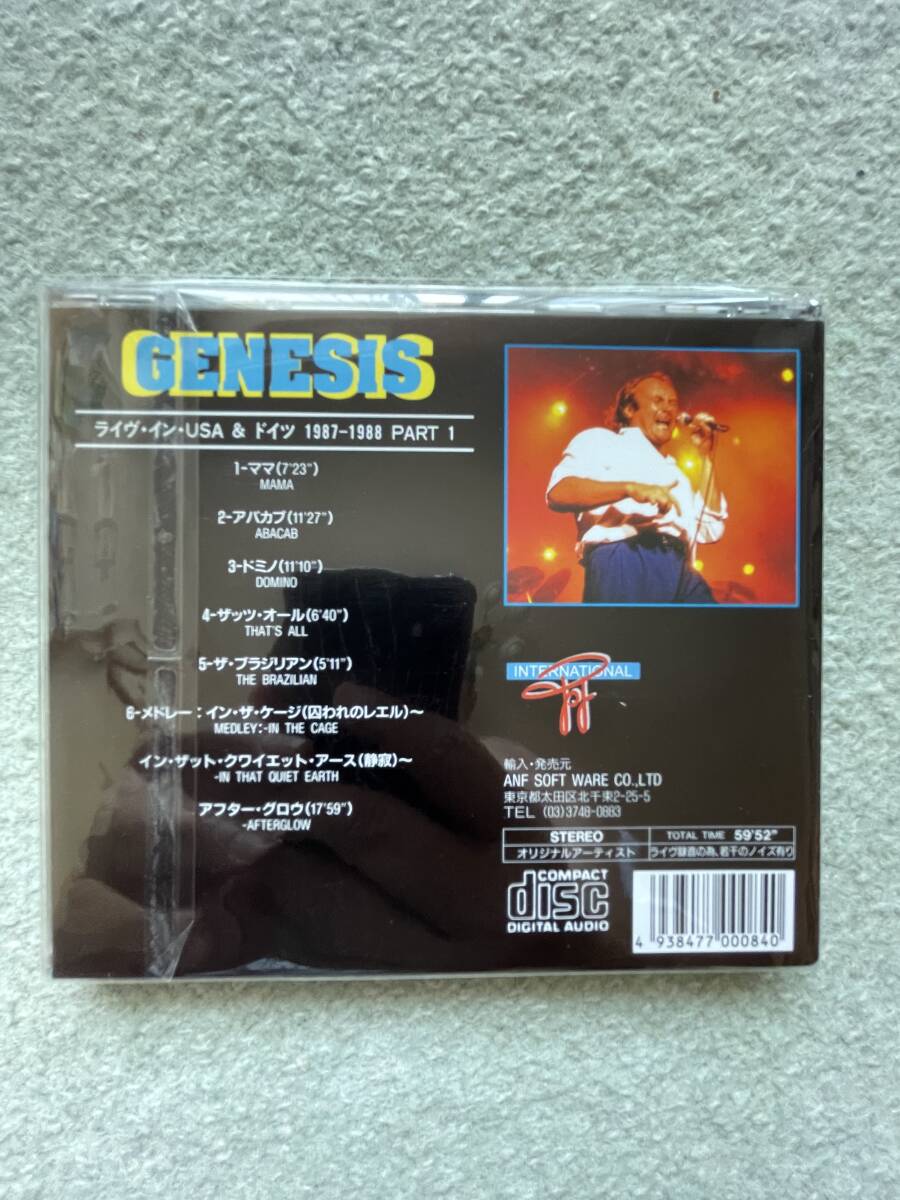 GENESIS
ライヴ・イン・USA & ドイツ 1987-1988 PART 1
1-ママ(7'23")
MAMA
2-アバカブ(11'27")
ABACAB
3-ドミノ(11'10")
DOMINO
4-ザッツ・オール(6'40")
THAT'S ALL
5-ザ・ブラジリアン(5'11")
THE BRAZILIAN
6-メドレー：イン・ザ・ケージ(囚われのレエル)～
MEDLEY:-IN THE CAGE
イン・ザット・クワイエット・アース(静寂)～
-IN THAT QUIET EARTH
アフター・グロウ(17'59")
-AFTERGLOW
INTERNATIONAL
輸入・発売元
ANF SOFT WARE CO.,LTD
東京都太田区北千束2-25-5
TEL (03)3748-0883
STEREO
TOTAL TIME 59'52"
オリジナルアーティスト
ライヴ録音の為、若干のノイズ有り
COMPACT
disc
DIGITAL AUDIO
4 938477 000840